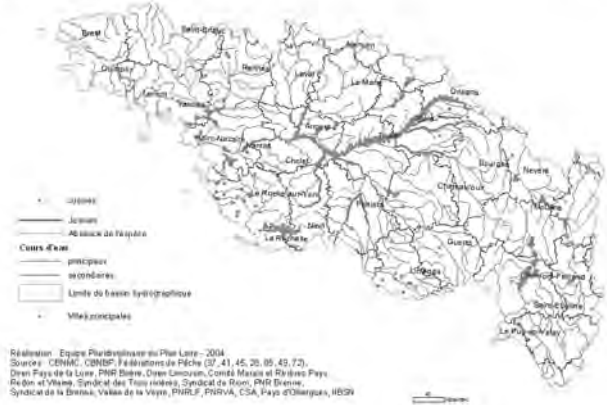 Brest
Saint-Brieuc
Quimper
Rennes
Laval
Alençon
Le Mans
Orléans
Vannes
Angers
Saint-Nazaire
Nantes
Cholet
Bourges
Nevers
Châteauroux
La Roche-sur-Yon
Poitiers
Niort
La Rochelle
Guéret
Limoges
Clermont-Ferrand
Saint-Etienne
Le Puy-en-Velay
Jussies
Jussies
Absence de l'espèce
Cours d'eau
principaux
secondaires
Limite de bassin hydrographique
Villes principales
Réalisation : Equipe Pluridisciplinaire du Plan Loire - 2004
Sources : CBNMC, CBNBP, Fédérations de Pêche (37, 41, 45, 28, 85, 49, 72),
Diren Pays de la Loire, PNR Brière, Diren Limousin, Comité Marais et Rivières Pays
Redon et Vilaine, Syndicat des Trois rivières, Syndicat de Riom, PNR Brenne,
Syndicat de la Brenne, Vallée de la Veyre, PNRLF, PNRVA, CSA, Pays d'Olliergues, IIBSN